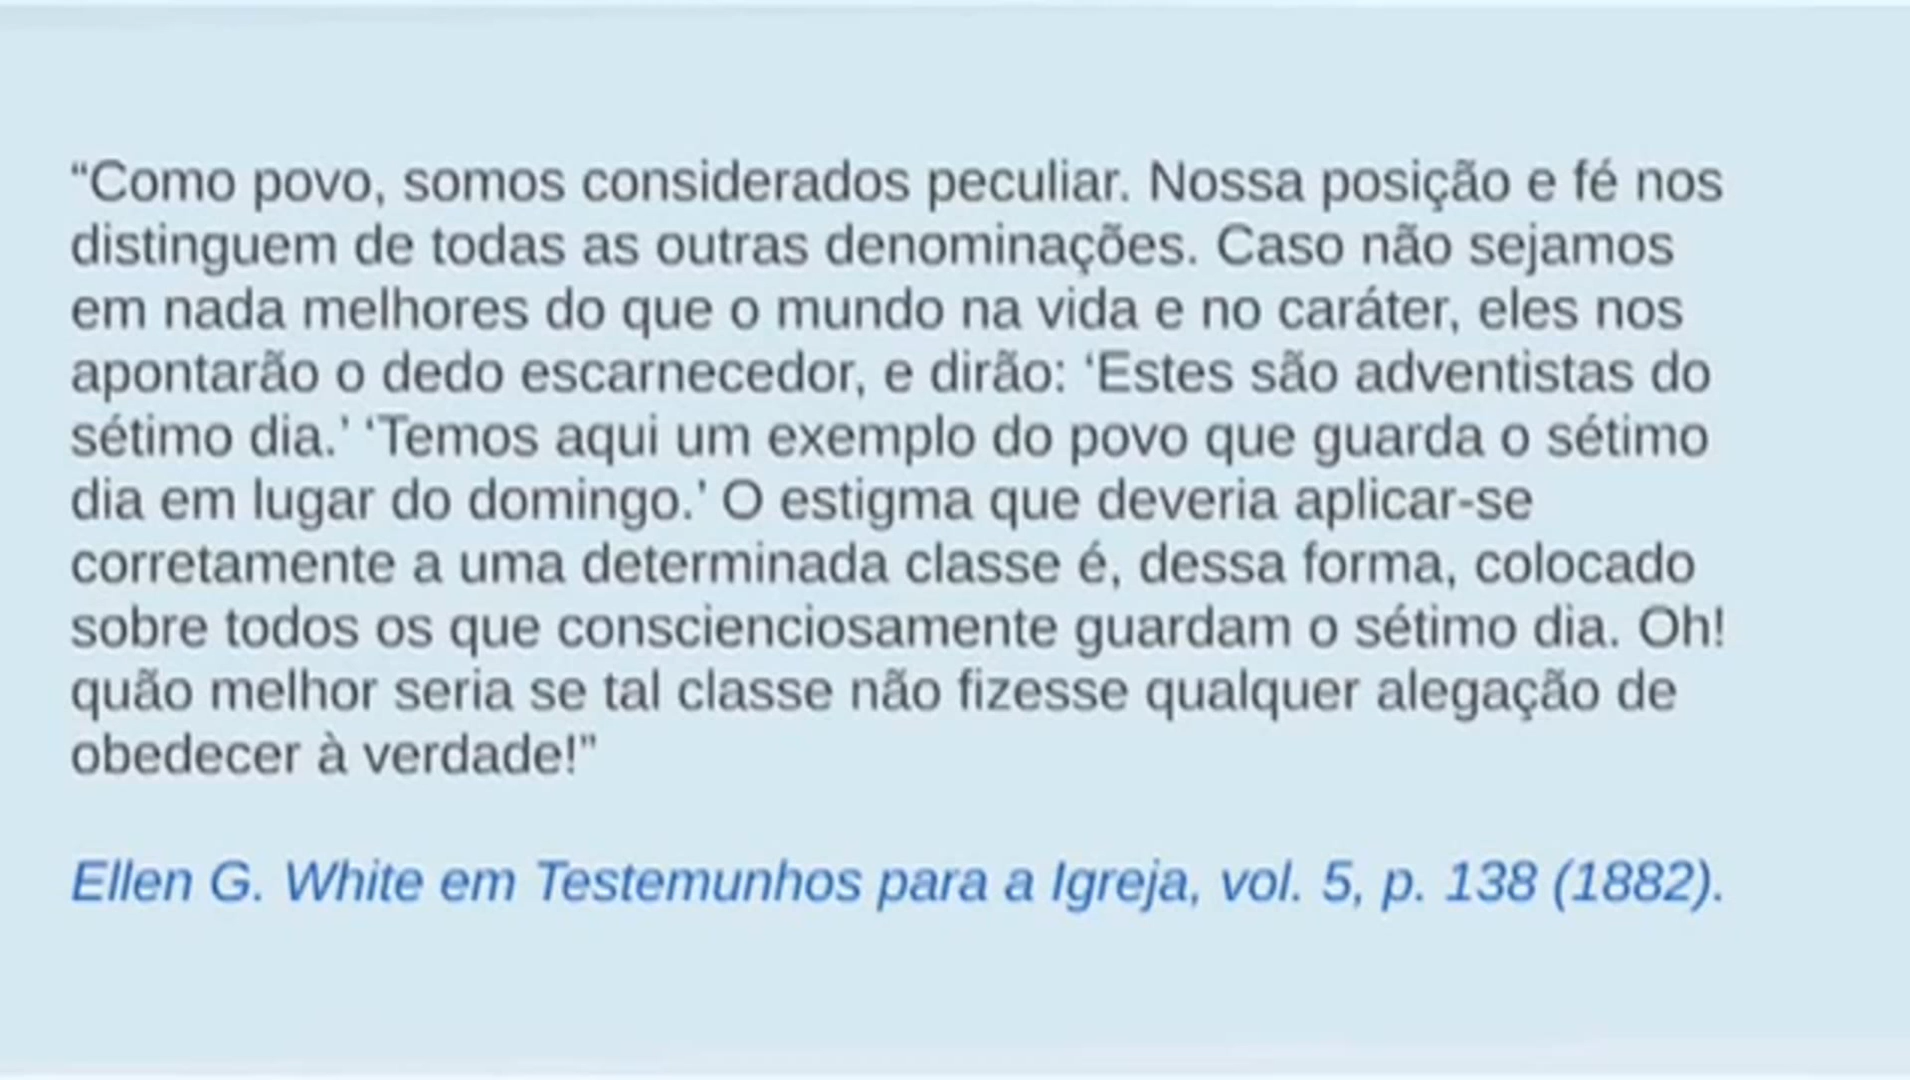 “Como povo, somos considerados peculiar. Nossa posição e fé nos
distinguem de todas as outras denominações. Caso não sejamos
em nada melhores do que o mundo na vida e no caráter, eles nos
apontarão o dedo escarnecedor, e dirão: ‘Estes são adventistas do
sétimo dia.’ ‘Temos aqui um exemplo do povo que guarda o sétimo
dia em lugar do domingo.’ O estigma que deveria aplicar-se
corretamente a uma determinada classe é, dessa forma, colocado
sobre todos os que conscienciosamente guardam o sétimo dia. Oh!
quão melhor seria se tal classe não fizesse qualquer alegação de
obedecer à verdade!”
Ellen G. White em Testemunhos para a Igreja, vol. 5, p. 138 (1882).